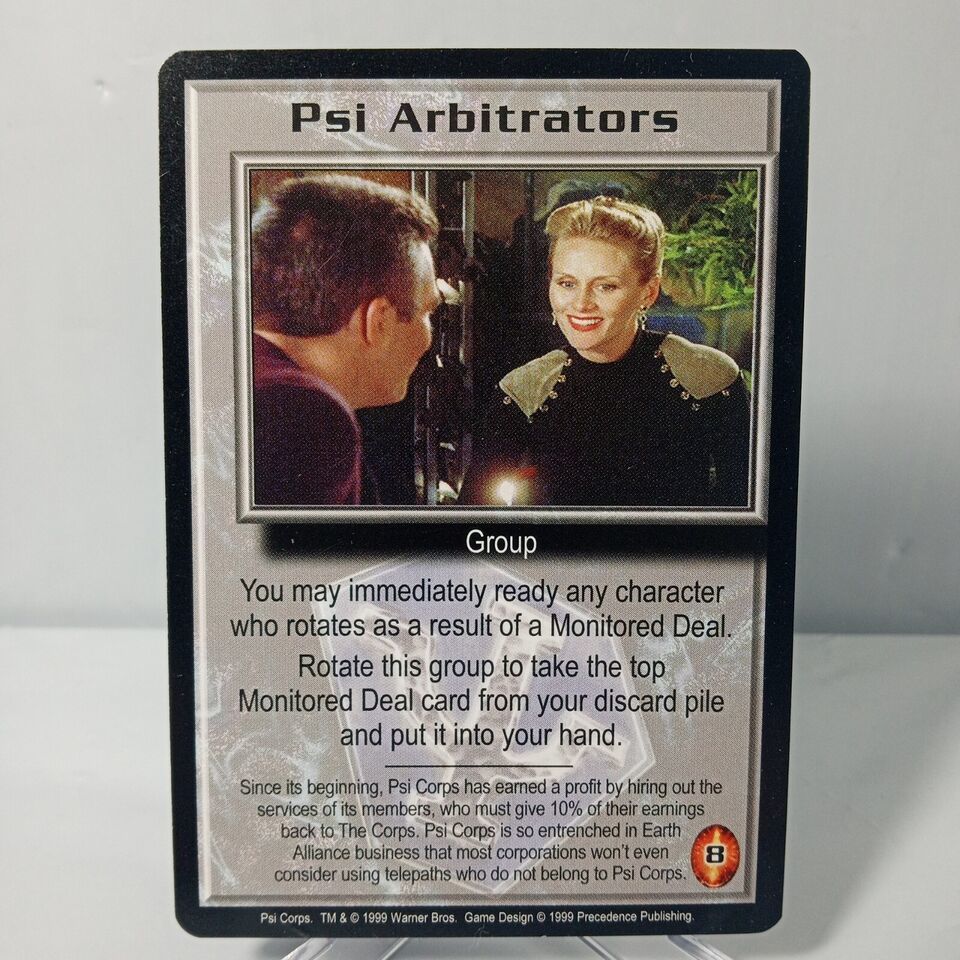 Psi Arbitrators
Group
You may immediately ready any character
who rotates as a result of a Monitored Deal.
Rotate this group to take the top
Monitored Deal card from your discard pile
and put it into your hand.
Since its beginning, Psi Corps has earned a profit by hiring out the
services of its members, who must give 10% of their earnings
back to The Corps. Psi Corps is so entrenched in Earth
Alliance business that most corporations won't even
consider using telepaths who do not belong to Psi Corps.
8
Psi Corps. TM & © 1999 Warner Bros. Game Design © 1999 Precedence Publishing.